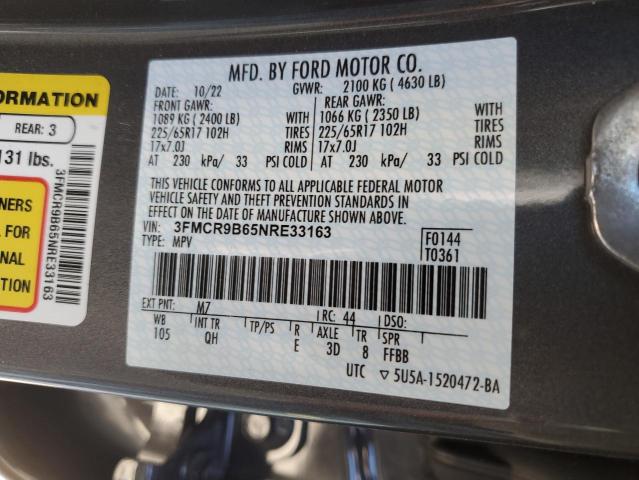 ORMATION
REAR: 3
131 lbs.
NERS
L FOR
ONAL
TION
3FMCR9B65NRE33163
MFD. BY FORD MOTOR CO.
DATE: 10/22 GVWR: 2100 KG ( 4630 LB)
FRONT GAWR: REAR GAWR:
1089 KG ( 2400 LB) WITH 1066 KG ( 2350 LB) WITH
225/65R17 102H TIRES 225/65R17 102H TIRES
17x7.0J RIMS 17x7.0J RIMS
AT 230 kPa/ 33 PSI COLD AT 230 kPa/ 33 PSI COLD
THIS VEHICLE CONFORMS TO ALL APPLICABLE FEDERAL MOTOR
VEHICLE SAFETY AND THEFT PREVENTION STANDARDS
IN EFFECT ON THE DATE OF MANUFACTURE SHOWN ABOVE.
VIN: 3FMCR9B65NRE33163
TYPE: MPV
F0144
T0361
EXT PNT: M7 RC: 44 DSO:
WB INT TR TP/PS R AXLE TR SPR
105 QH E 3D 8 FFBB
UTC ▽ 5U5A-1520472-BA